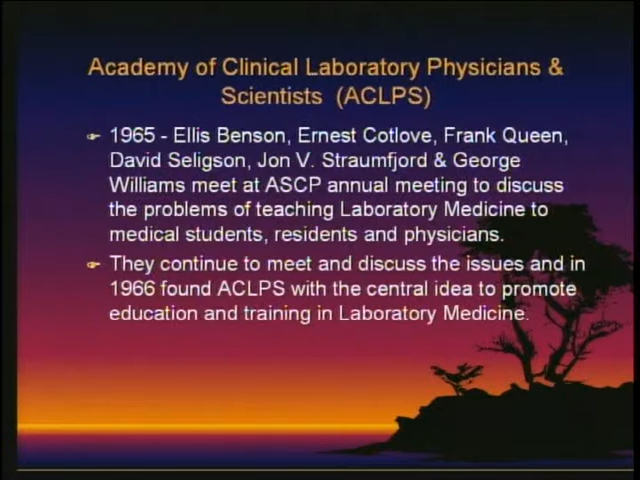 Academy of Clinical Laboratory Physicians &
Scientists (ACLPS)
1965 - Ellis Benson, Ernest Cotlove, Frank Queen,
David Seligson, Jon V. Straumfjord & George
Williams meet at ASCP annual meeting to discuss
the problems of teaching Laboratory Medicine to
medical students, residents and physicians.
They continue to meet and discuss the issues and in
1966 found ACLPS with the central idea to promote
education and training in Laboratory Medicine.